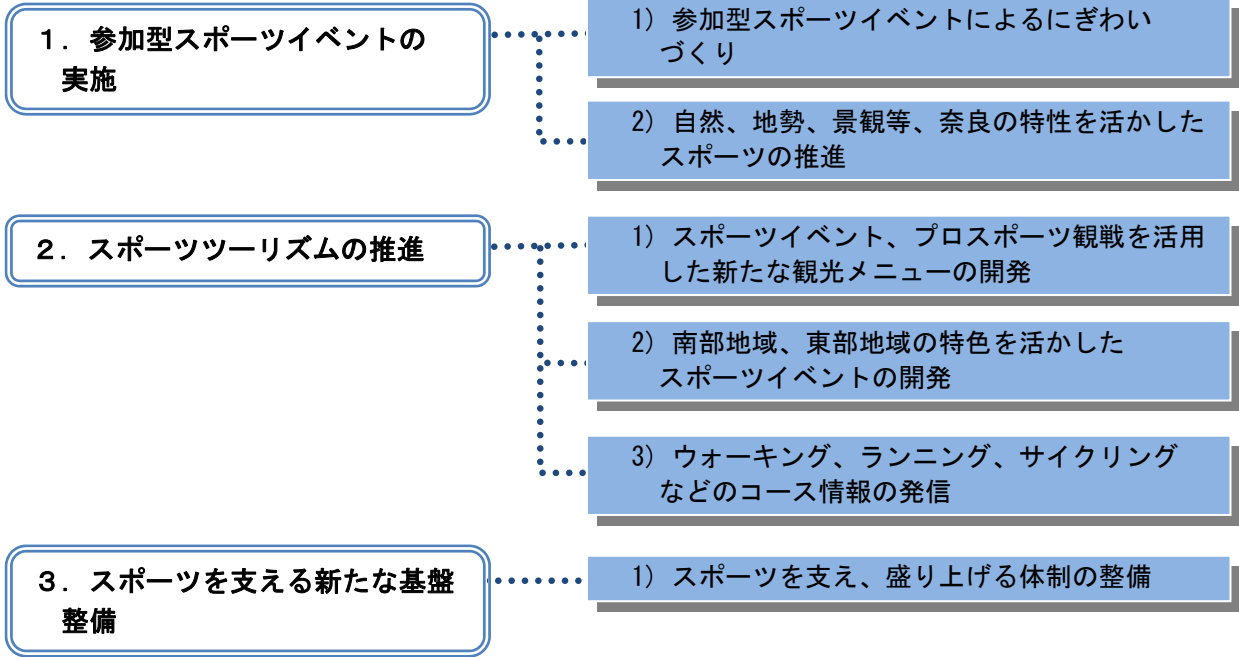 １．参加型スポーツイベントの
実施
1) 参加型スポーツイベントによるにぎわい
づくり
2) 自然、地勢、景観等、奈良の特性を活かした
スポーツの推進
２．スポーツツーリズムの推進
1) スポーツイベント、プロスポーツ観戦を活用
した新たな観光メニューの開発
2) 南部地域、東部地域の特色を活かした
スポーツイベントの開発
3) ウォーキング、ランニング、サイクリング
などのコース情報の発信
３．スポーツを支える新たな基盤
整備
1) スポーツを支え、盛り上げる体制の整備